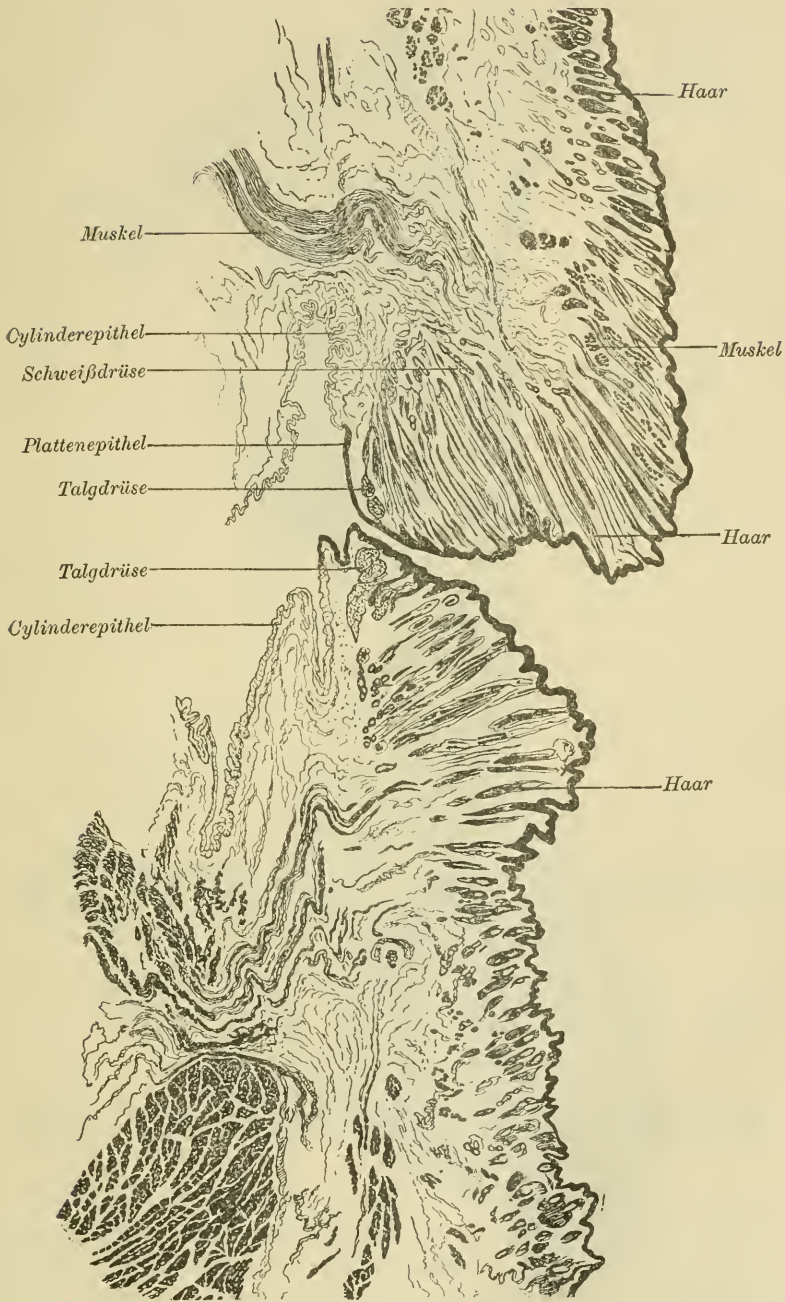 Haar
Muskel
Cylinderepithel
Muskel
Schweißdrüse
Plattenepithel
Talgdrüse
Haar
Talgdrüse
Cylinderepithel
Haar